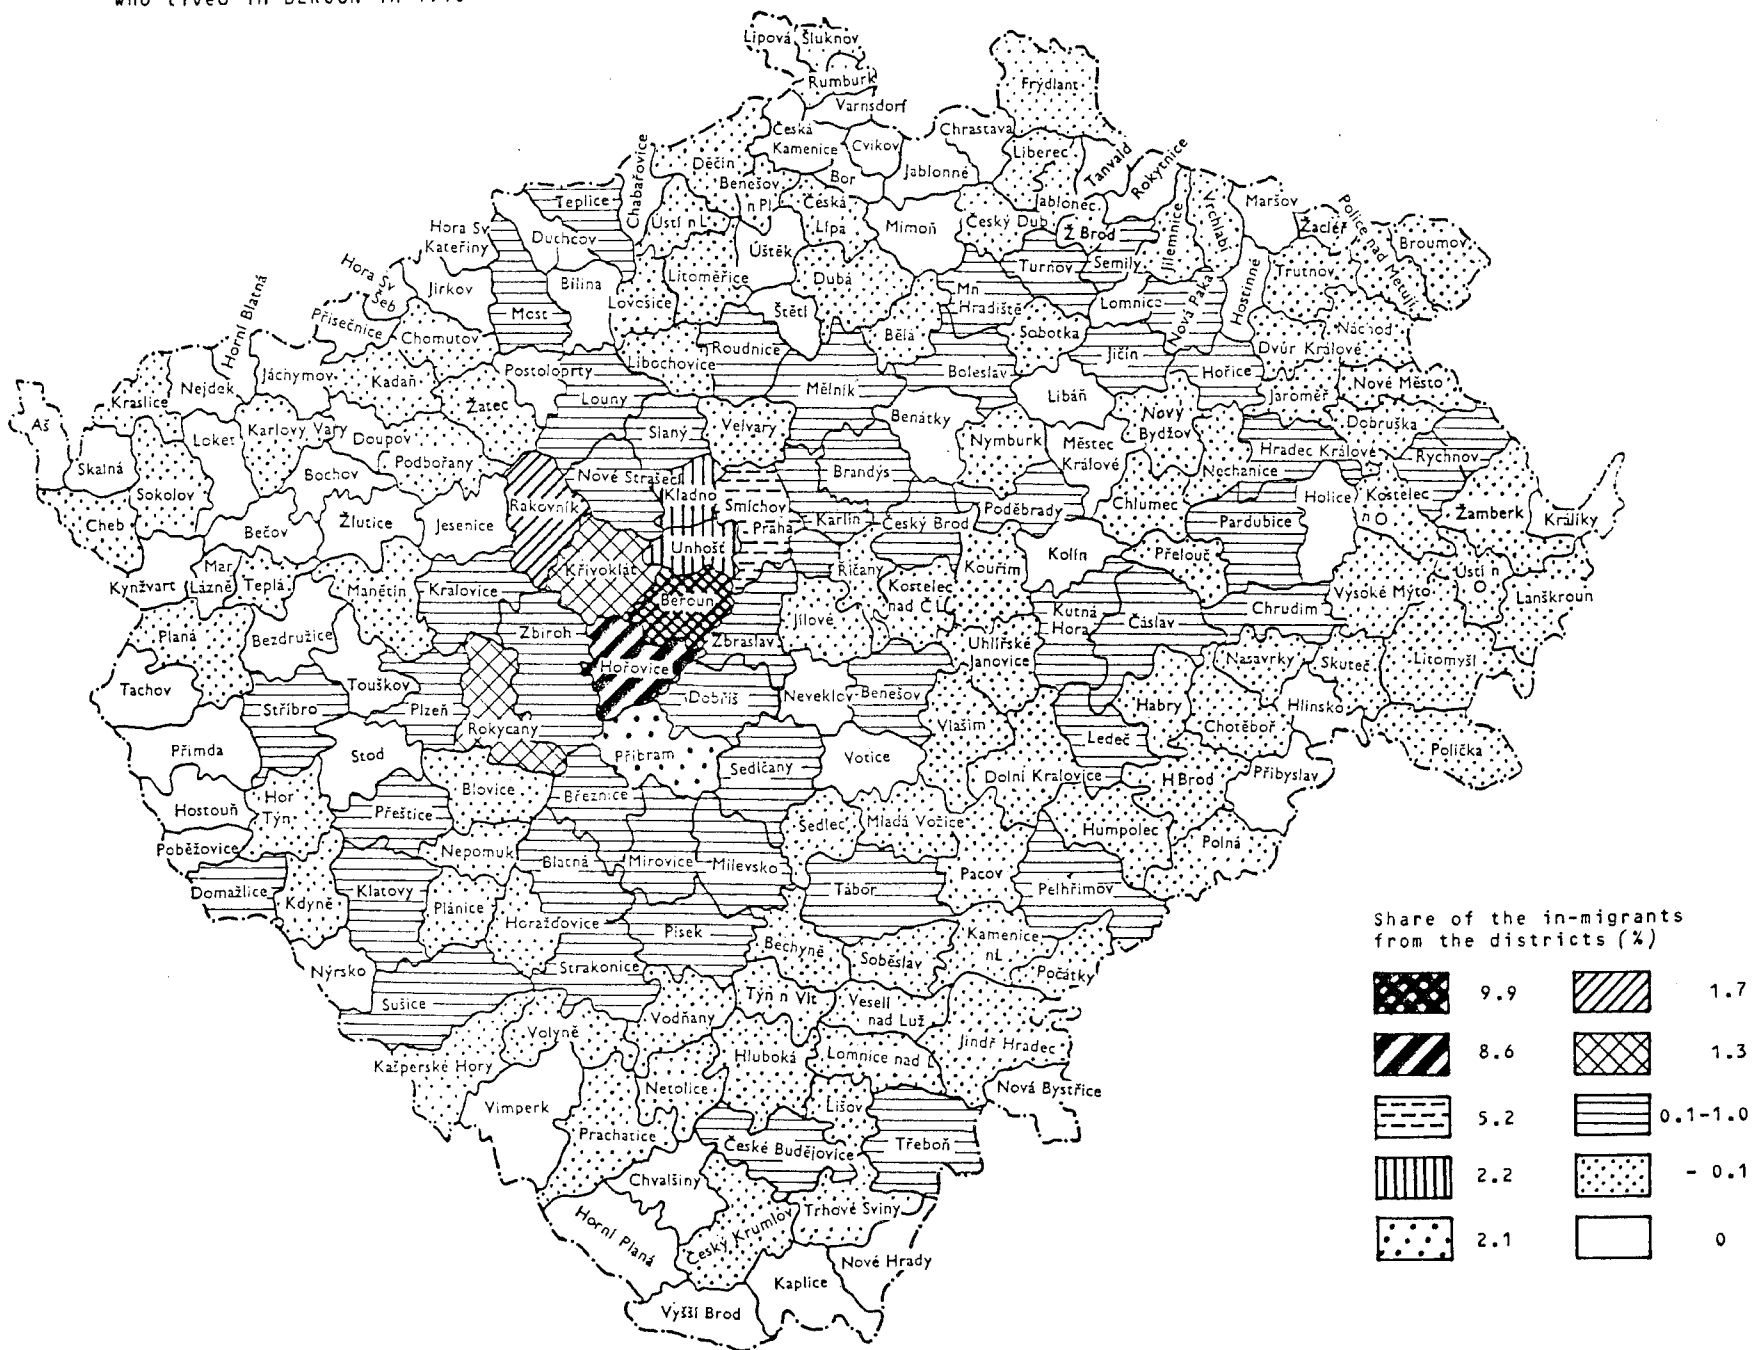 who lived in BEROUN in
Lipová Šluknov
Rumburk
Varnsdorf
Frýdlant
Česká
Kamenice
Cvikov
Chrastava
Liberec
Tanvald
Rokytnice
Chabařovice
Děčín
Benešov
n Pl
Bor
Jablonné
Teplice
Ústí n L
Česká
Lípa
Mimoň
Český Dub
Jablonec
Ž Brod
Jilemnice
Vrchlabí
Maršov
Žacléř
Police nad Metují
Broumov
Hora Sv
Kateřiny
Duchcov
Úštěk
Turnov
Semily
Trutnov
Hora Sv
Šeb
Jirkov
Bílina
Litoměřice
Dubá
Lovosice
Mn
Hradiště
Lomnice
Nová Paka
Hostinné
Horní Blatná
Přísečnice
Most
Štětí
Chomutov
Roudnice
Bělá
Sobotka
Náchod
Jičín
Dvůr Králové
Nejdek
Jáchymov
Kadaň
Postoloprty
Libochovice
Boleslav
Hořice
Kraslice
Žatec
Louny
Mělník
Libáň
Jaroměř
Nové Město
Aš
Loket
Karlovy Vary
Doupov
Slaný
Velvary
Benátky
Nymburk
Městec
Králové
Nový
Bydžov
Dobruška
Skalná
Sokolov
Bochov
Podbořany
Nové Strašecí
Brandýs
Nechanice
Hradec Králové
Rychnov
Cheb
Bečov
Žlutice
Jesenice
Rakovník
Kladno
Smíchov
Praha
Karlín
Český Brod
Poděbrady
Chlumec
Pardubice
Holice
Kostelec
n O
Žamberk
Králíky
Kynžvart
Mar
Lázně
Teplá
Manětín
Kralovice
Křivoklát
Unhošť
Říčany
Kostelec
nad Č L
Kouřim
Kolín
Přelouč
Ústí n
O
Lanškroun
Planá
Bezdružice
Zbiroh
Beroun
Zbraslav
Jílové
Kutná
Hora
Čáslav
Chrudim
Vysoké Mýto
Tachov
Touškov
Hořovice
Uhlířské
Janovice
Nasavrky
Skuteč
Litomyšl
Stříbro
Plzeň
Rokycany
Dobříš
Neveklov
Benešov
Vlašim
Habry
Chotěboř
Hlinsko
Přimda
Stod
Příbram
Sedlčany
Votice
Ledeč
Polička
Hostouň
Hor
Týn
Blovice
Březnice
Dolní Kralovice
H Brod
Přibyslav
Přeštice
Sedlec
Mladá Vožice
Humpolec
Polná
Poběžovice
Nepomuk
Blatná
Mirovice
Milevsko
Domažlice
Kdyně
Klatovy
Plánice
Horažďovice
Tábor
Pacov
Pelhřimov
Písek
Bechyně
Soběslav
Kamenice
nL
Počátky
Nýrsko
Sušice
Strakonice
Vodňany
Týn n Vlt
Veselí
nad Luž
Jindř Hradec
Kašperské Hory
Volyně
Netolice
Hluboká
Lomnice nad L
Nová Bystřice
Vimperk
Prachatice
Lišov
České Budějovice
Třeboň
Chvalšiny
Horní Planá
Český Krumlov
Trhové Sviny
Nové Hrady
Kaplice
Vyšší Brod
Share of the in-migrants
from the districts (%)
9.9 1.7
8.6 1.3
5.2 0.1-1.0
2.2 - 0.1
2.1 0